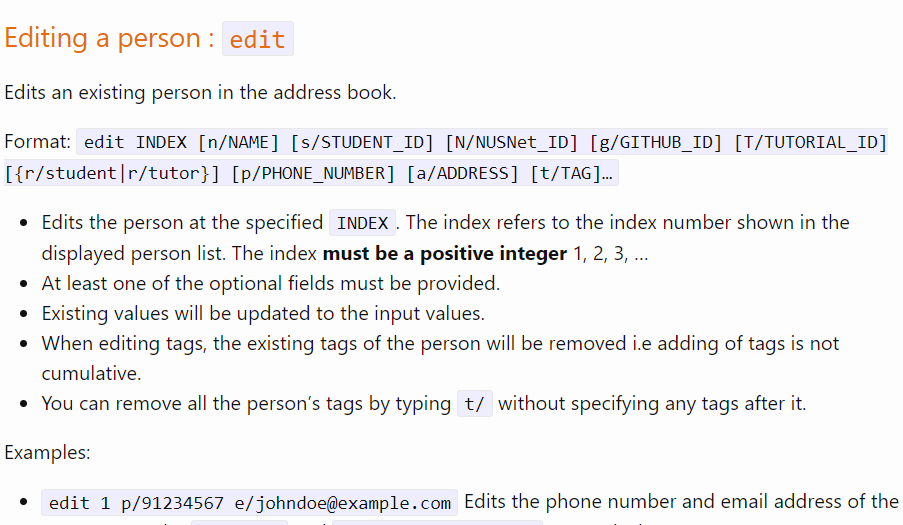 Editing a person : edit
Edits an existing person in the address book.
Format: edit INDEX [n/NAME] [s/STUDENT_ID] [N/NUSNet_ID] [g/GITHUB_ID] [T/TUTORIAL_ID]
[{r/student|r/tutor}] [p/PHONE_NUMBER] [a/ADDRESS] [t/TAG]…
• Edits the person at the specified INDEX. The index refers to the index number shown in the
displayed person list. The index must be a positive integer 1, 2, 3, …
• At least one of the optional fields must be provided.
• Existing values will be updated to the input values.
• When editing tags, the existing tags of the person will be removed i.e adding of tags is not
cumulative.
• You can remove all the person’s tags by typing t/ without specifying any tags after it.
Examples:
• edit 1 p/91234567 e/johndoe@example.com Edits the phone number and email address of the